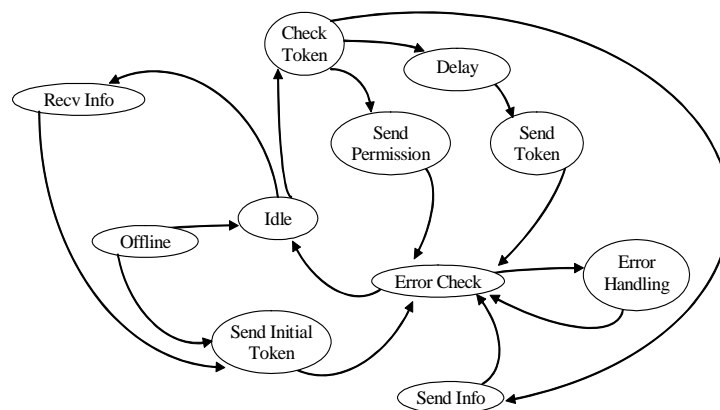 Check
Token
Delay
Recv Info
Send
Permission
Send
Token
Idle
Offline
Error
Handling
Error Check
Send Initial
Token
Send Info